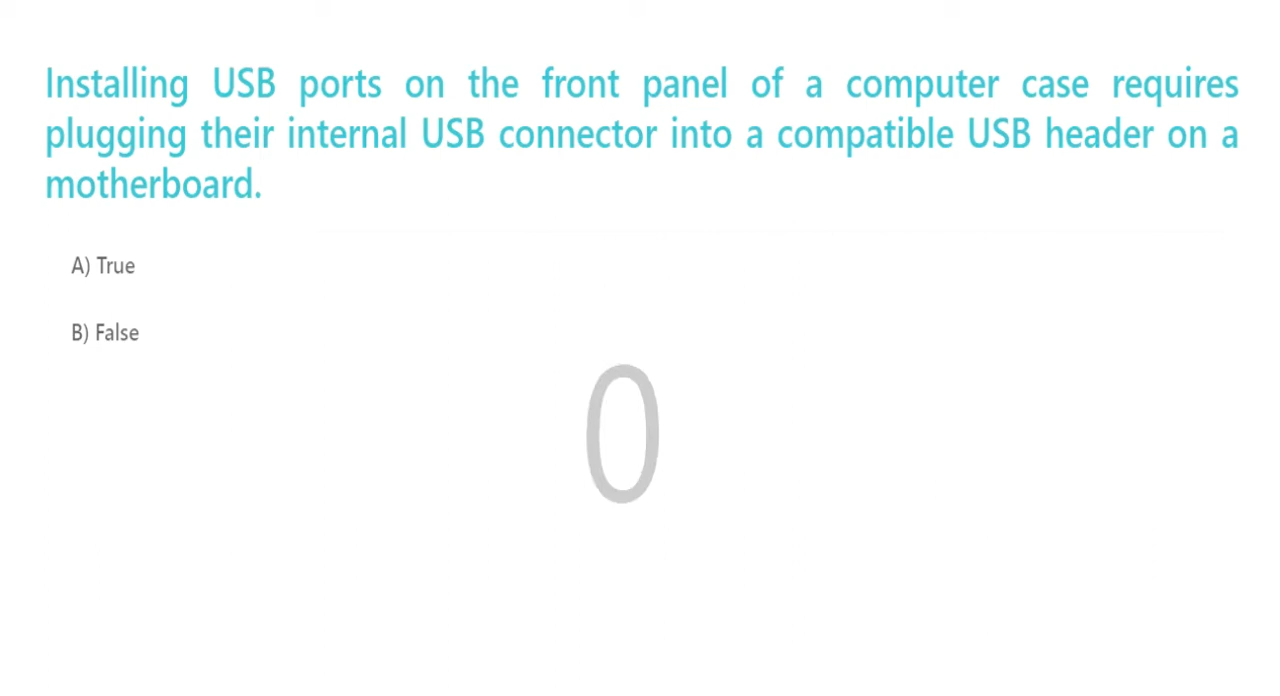 Installing USB ports on the front panel of a computer case requires
plugging their internal USB connector into a compatible USB header on a
motherboard.
A) True
B) False
0